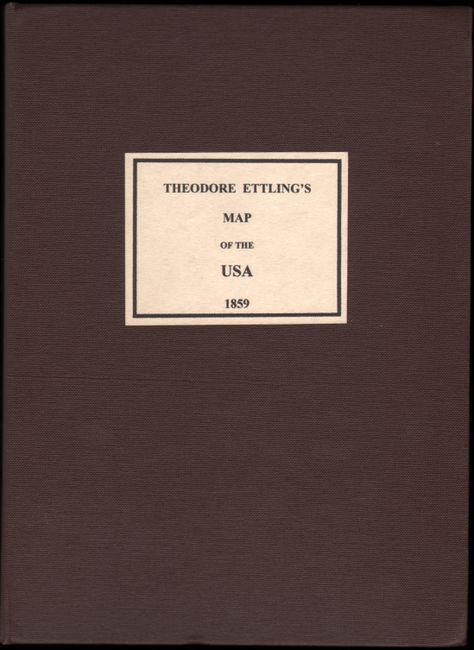 THEODORE ETTLING'S
MAP
OF THE
USA
1859